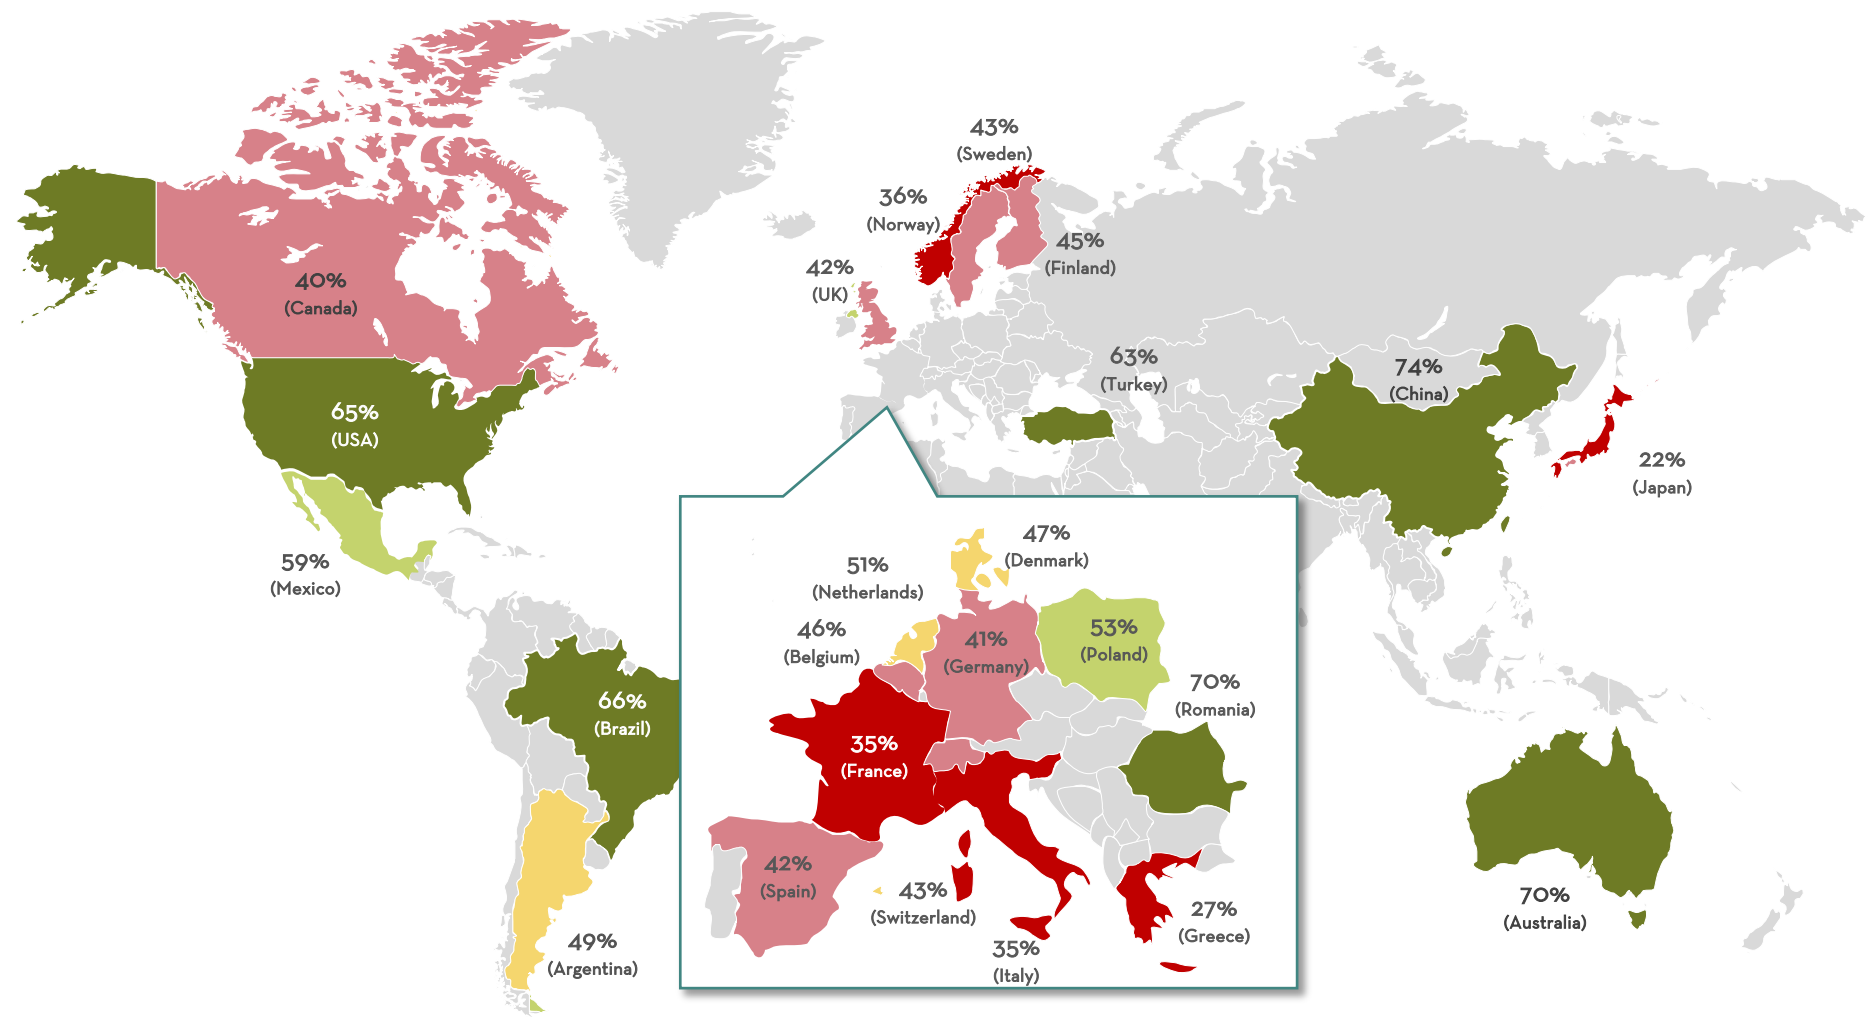 43%
(Sweden)
36%
(Norway)
45%
(Finland)
42%
(UK)
40%
(Canada)
63%
(Turkey)
74%
(China)
65%
(USA)
22%
(Japan)
59%
(Mexico)
47%
(Denmark)
51%
(Netherlands)
46%
(Belgium)
41%
(Germany)
53%
(Poland)
70%
(Romania)
66%
(Brazil)
35%
(France)
42%
(Spain)
43%
(Switzerland)
27%
(Greece)
35%
(Italy)
70%
(Australia)
49%
(Argentina)